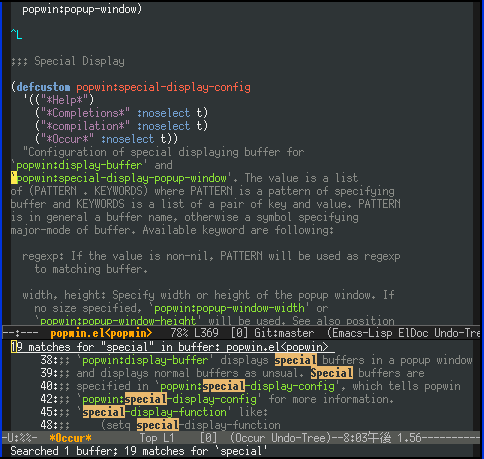 popwin:popup-window)
^L
;;; Special Display
(defcustom popwin:special-display-config
'(("*Help*")
("*Completions*" :noselect t)
("*compilation*" :noselect t)
("*Occur*" :noselect t))
"Configuration of special displaying buffer for
`popwin:display-buffer' and
`popwin:special-display-popup-window'. The value is a list
of (PATTERN . KEYWORDS) where PATTERN is a pattern of specifying
buffer and KEYWORDS is a list of a pair of key and value. PATTERN
is in general a buffer name, otherwise a symbol specifying
major-mode of buffer. Available keyword are following:
regexp: If the value is non-nil, PATTERN will be used as regexp
to matching buffer.
width, height: Specify width or height of the popup window. If
no size specified, `popwin:popup-window-width' or
`popwin:popup-window-height' will be used. See also position
--:--- popwin.el<popwin> 78% L369 [0] Git:master (Emacs-Lisp ElDoc Undo-Tre
19 matches for "special" in buffer: popwin.el<popwin>
38:;; `popwin:display-buffer' displays special buffers in a popup window
39:;; and displays normal buffers as unsual. Special buffers are
40:;; specified in `popwin:special-display-config', which tells popwin
42:;; `popwin:special-display-config' for more information.
45:;; `special-display-function' like:
48:;; (setq special-display-function
-U:%%- *Occur* Top L1 [0] (Occur Undo-Tree)--8:03午後 1.56-----------
Searched 1 buffer; 19 matches for `special'